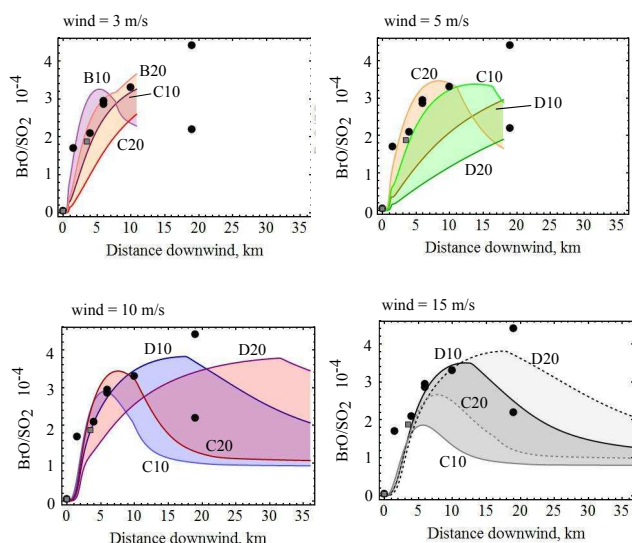 wind = 3 m/s
BrO/SO2 10-4
4
3
2
1
0
B10
B20
C10
C20
0 5 10 15 20 25 30 35
Distance downwind, km
wind = 5 m/s
BrO/SO2 10-4
4
3
2
1
0
C20
C10
D10
D20
0 5 10 15 20 25 30 35
Distance downwind, km
wind = 10 m/s
BrO/SO2 10-4
4
3
2
1
0
D10
D20
C20
C10
0 5 10 15 20 25 30 35
Distance downwind, km
wind = 15 m/s
BrO/SO2 10-4
4
3
2
1
0
D10
D20
C20
C10
0 5 10 15 20 25 30 35
Distance downwind, km